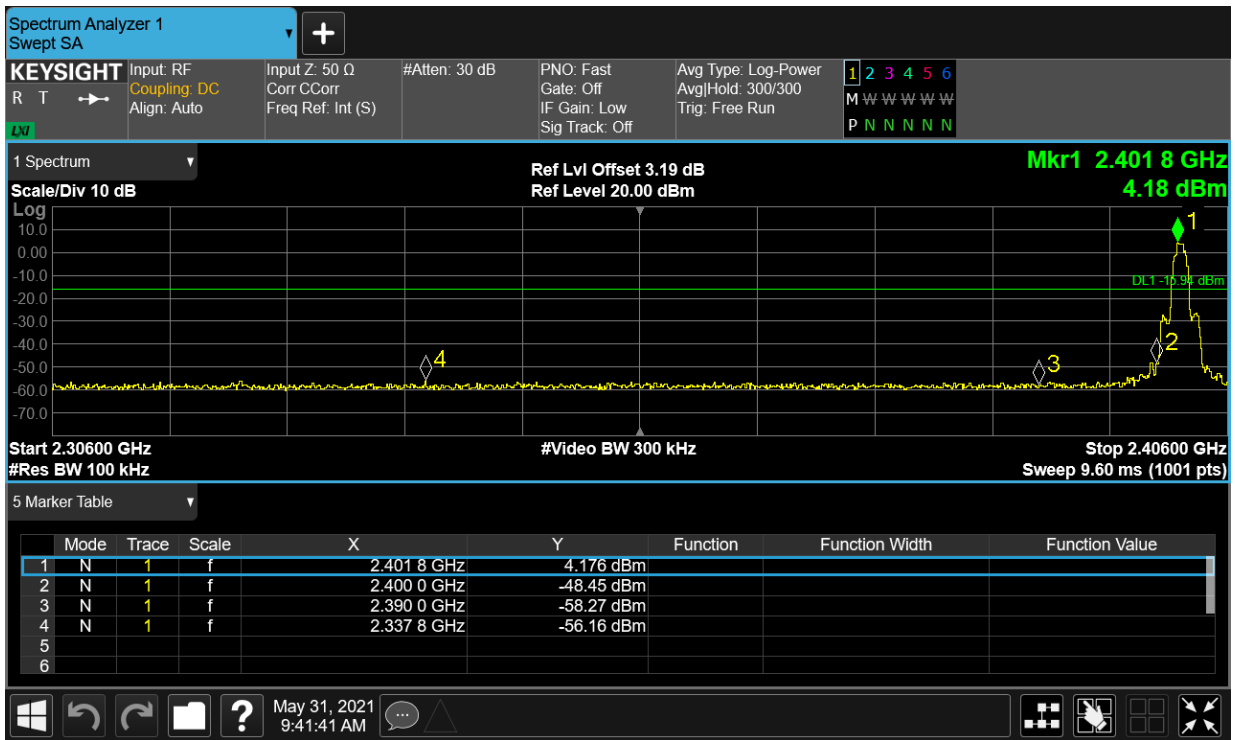 Spectrum Analyzer 1
Swept SA
KEYSIGHT
R T
LXI
Input: RF
Coupling: DC
Align: Auto
Input Z: 50 Ω
Corr CCorr
Freq Ref: Int (S)
#Atten: 30 dB
PNO: Fast
Gate: Off
IF Gain: Low
Sig Track: Off
Avg Type: Log-Power
Avg|Hold: 300/300
Trig: Free Run
1 2 3 4 5 6
M W W W W W
P N N N N N
1 Spectrum
Scale/Div 10 dB
Ref Lvl Offset 3.19 dB
Ref Level 20.00 dBm
Mkr1 2.401 8 GHz
4.18 dBm
Log
10.0
0.00
-10.0
-20.0
-30.0
-40.0
-50.0
-60.0
-70.0
1
DL1 -15.94 dBm
2
3
4
Start 2.30600 GHz
#Res BW 100 kHz
#Video BW 300 kHz
Stop 2.40600 GHz
Sweep 9.60 ms (1001 pts)
5 Marker Table
Mode Trace Scale X Y Function Function Width Function Value
1 N 1 f 2.401 8 GHz 4.176 dBm
2 N 1 f 2.400 0 GHz -48.45 dBm
3 N 1 f 2.390 0 GHz -58.27 dBm
4 N 1 f 2.337 8 GHz -56.16 dBm
5
6
?
May 31, 2021
9:41:41 AM